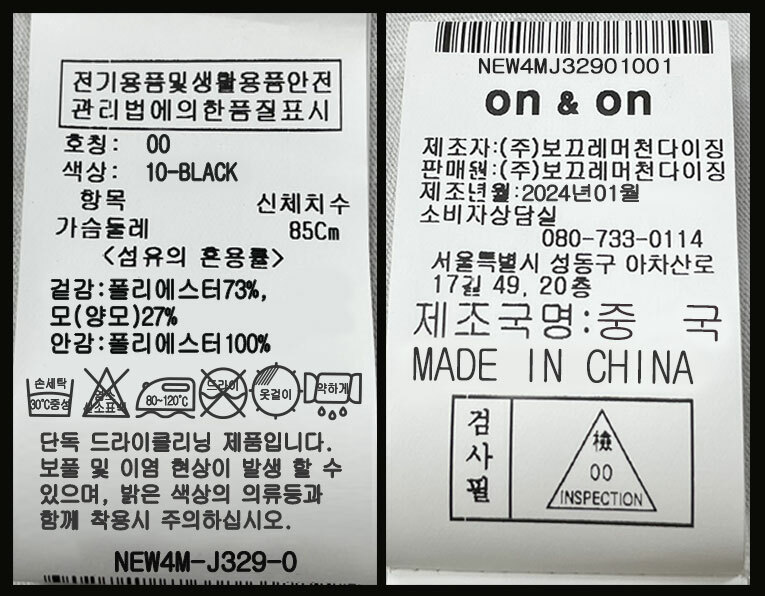 전기용품및생활용품안전
관리법에의한품질표시
호칭: 00
색상: 10-BLACK
항목 신체치수
가슴둘레 85Cm
<섬유의 혼용률>
겉감:폴리에스터73%,
모(양모)27%
안감:폴리에스터100%
손세탁
30℃중성
80~120℃
드라이
옷걸이
약하게
단독 드라이클리닝 제품입니다.
보풀 및 이염 현상이 발생 할 수
있으며, 밝은 색상의 의류등과
함께 착용시 주의하십시오.
NEW4M-J329-0
NEW4MJ32901001
on & on
제조자:(주)보끄레머천다이징
판매원:(주)보끄레머천다이징
제조년월:2024년01월
소비자상담실
080-733-0114
서울특별시 성동구 아차산로
17길 49, 20층
제조국명:중 국
MADE IN CHINA
검사필
檢
00
INSPECTION